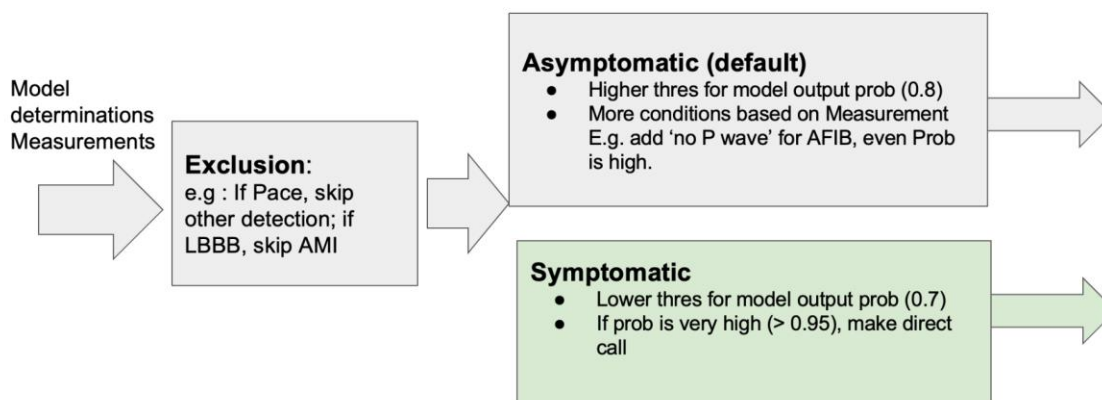 Model
determinations
Measurements
Exclusion:
e.g : If Pace, skip
other detection; if
LBBB, skip AMI
Asymptomatic (default)
● Higher thres for model output prob (0.8)
● More conditions based on Measurement
E.g. add ‘no P wave’ for AFIB, even Prob
is high.
Symptomatic
● Lower thres for model output prob (0.7)
● If prob is very high (> 0.95), make direct
call